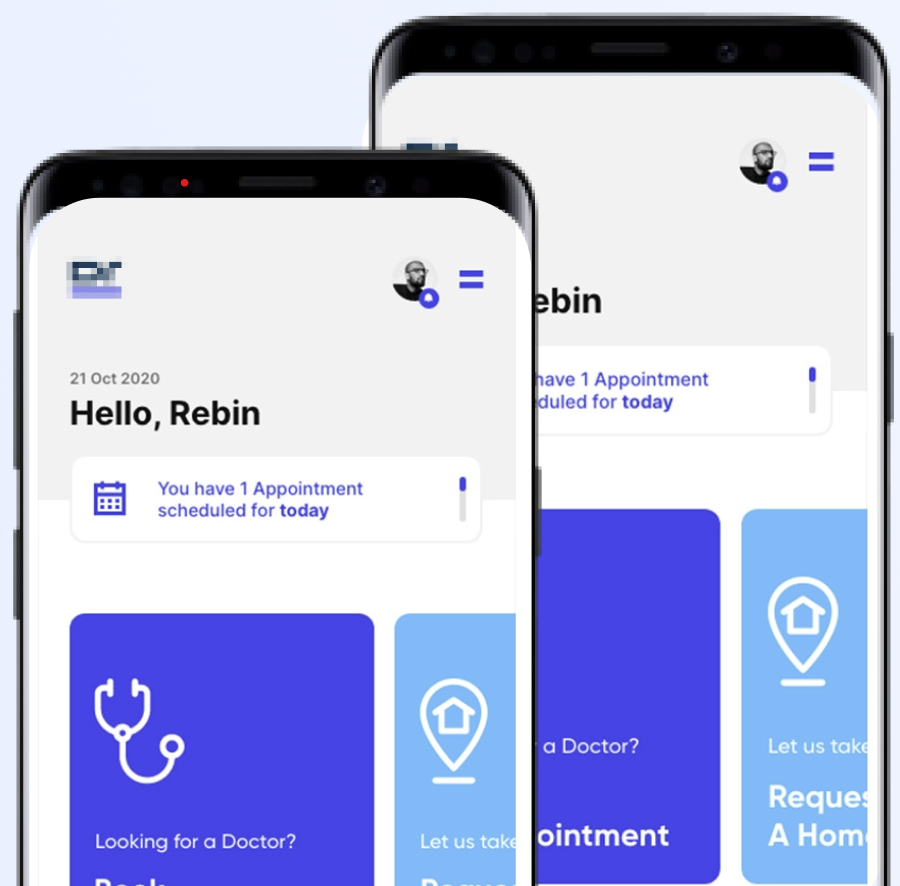 21 Oct 2020
Hello, Rebin
You have 1 Appointment
scheduled for today
Looking for a Doctor?
Let us take
ebin
have 1 Appointment
duled for today
a Doctor?
ointment
Let us take
Reques
A Hom